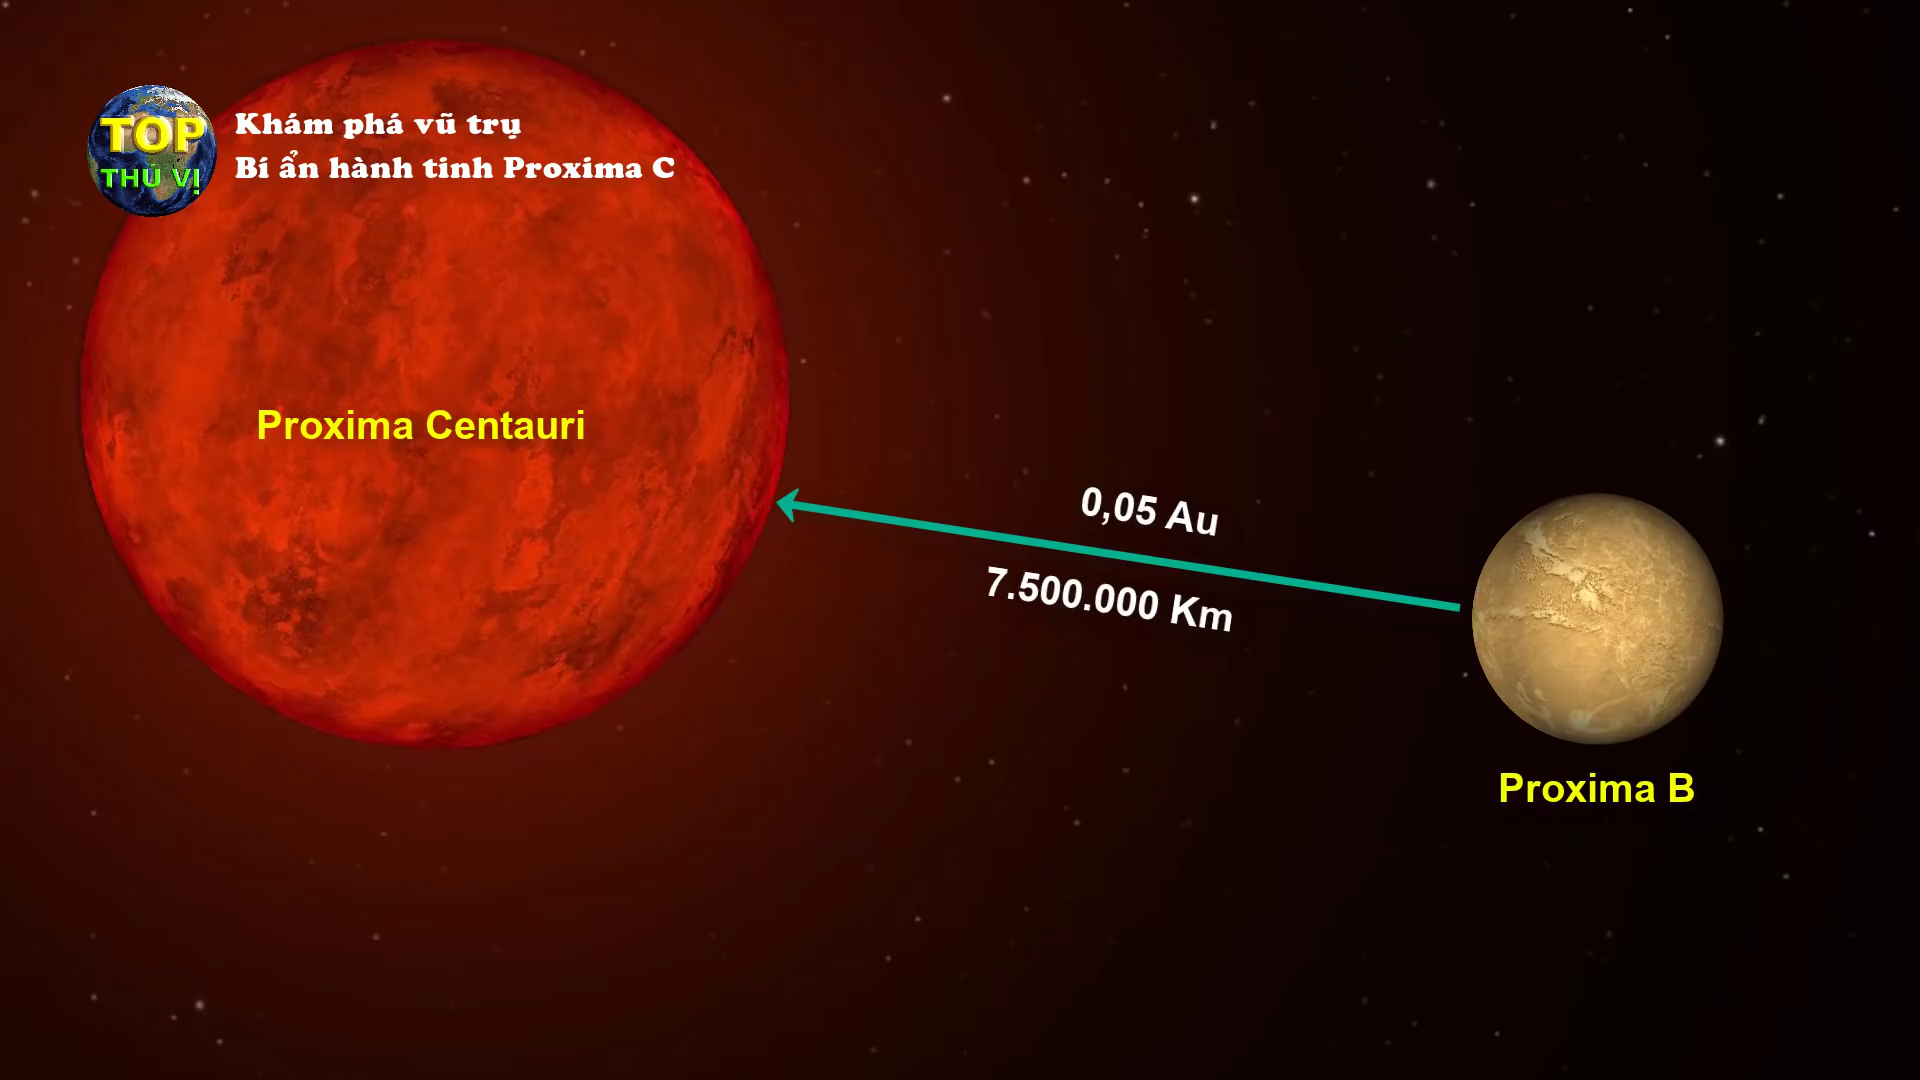 TOP
THÚ VỊ
Khám phá vũ trụ
Bí ẩn hành tinh Proxima C
Proxima Centauri
0,05 Au
7.500.000 Km
Proxima B